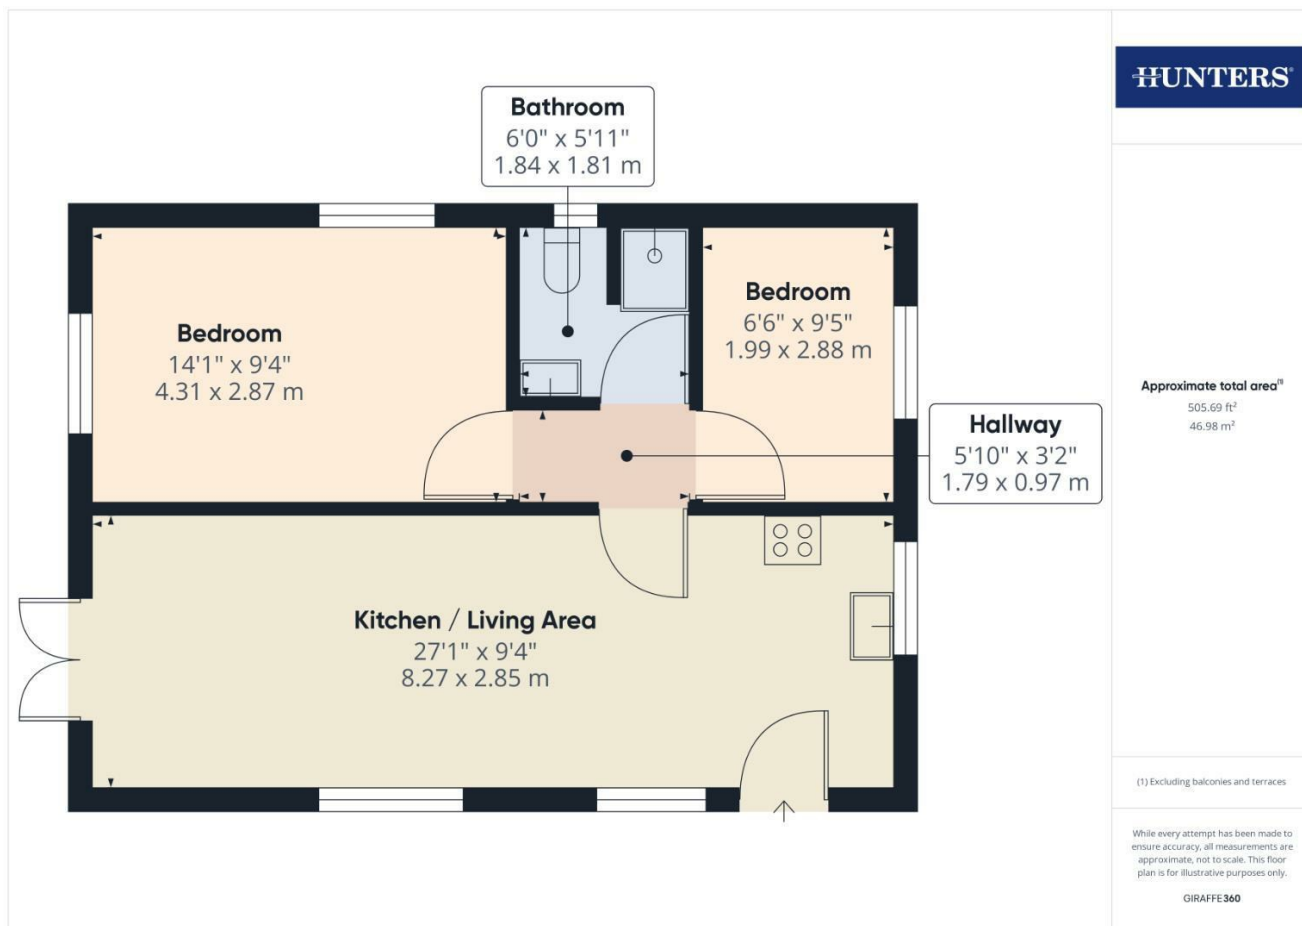 HUNTERS®
Bathroom
6'0" x 5'11"
1.84 x 1.81 m
Bedroom
14'1" x 9'4"
4.31 x 2.87 m
Bedroom
6'6" x 9'5"
1.99 x 2.88 m
Hallway
5'10" x 3'2"
1.79 x 0.97 m
Kitchen / Living Area
27'1" x 9'4"
8.27 x 2.85 m
Approximate total area⁽¹⁾
505.69 ft²
46.98 m²
(1) Excluding balconies and terraces
While every attempt has been made to
ensure accuracy, all measurements are
approximate, not to scale. This floor
plan is for illustrative purposes only.
GIRAFFE360